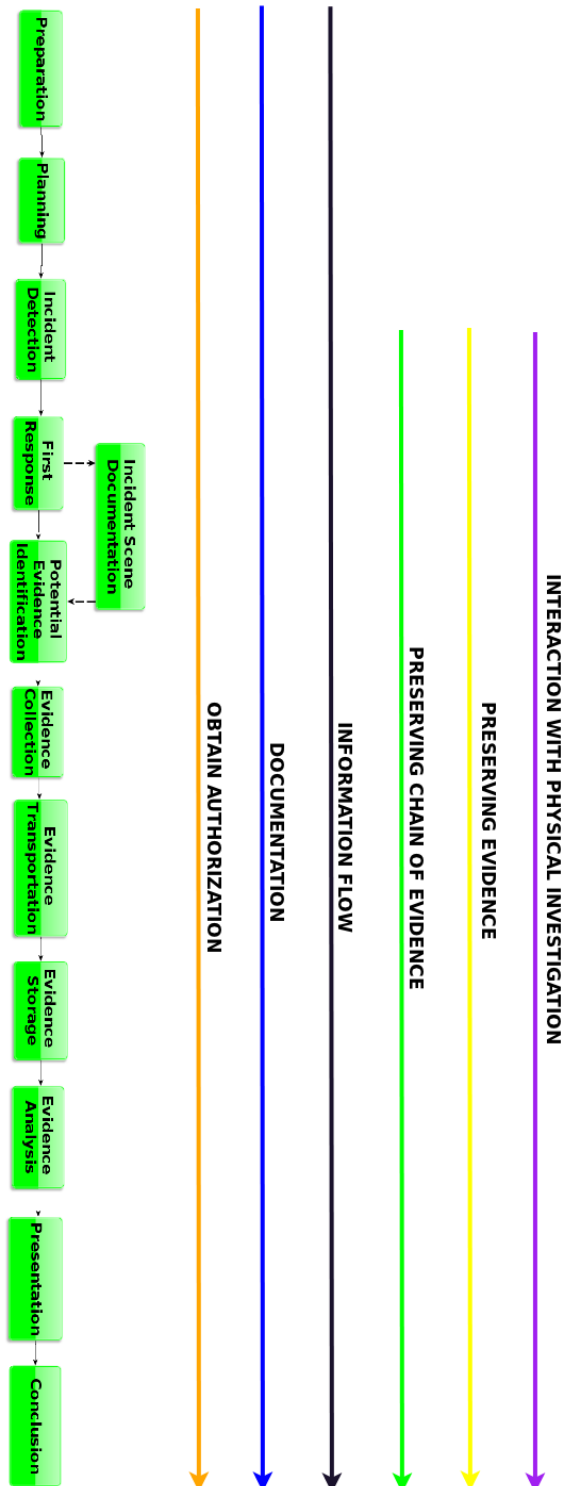 INTERACTION WITH PHYSICAL INVESTIGATION
PRESERVING EVIDENCE
PRESERVING CHAIN OF EVIDENCE
INFORMATION FLOW
DOCUMENTATION
OBTAIN AUTHORIZATION
Incident Scene
Documentation
Preparation
Planning
Incident
Detection
First
Response
Potential
Evidence
Identification
Evidence
Collection
Evidence
Transportation
Evidence
Storage
Evidence
Analysis
Presentation
Conclusion